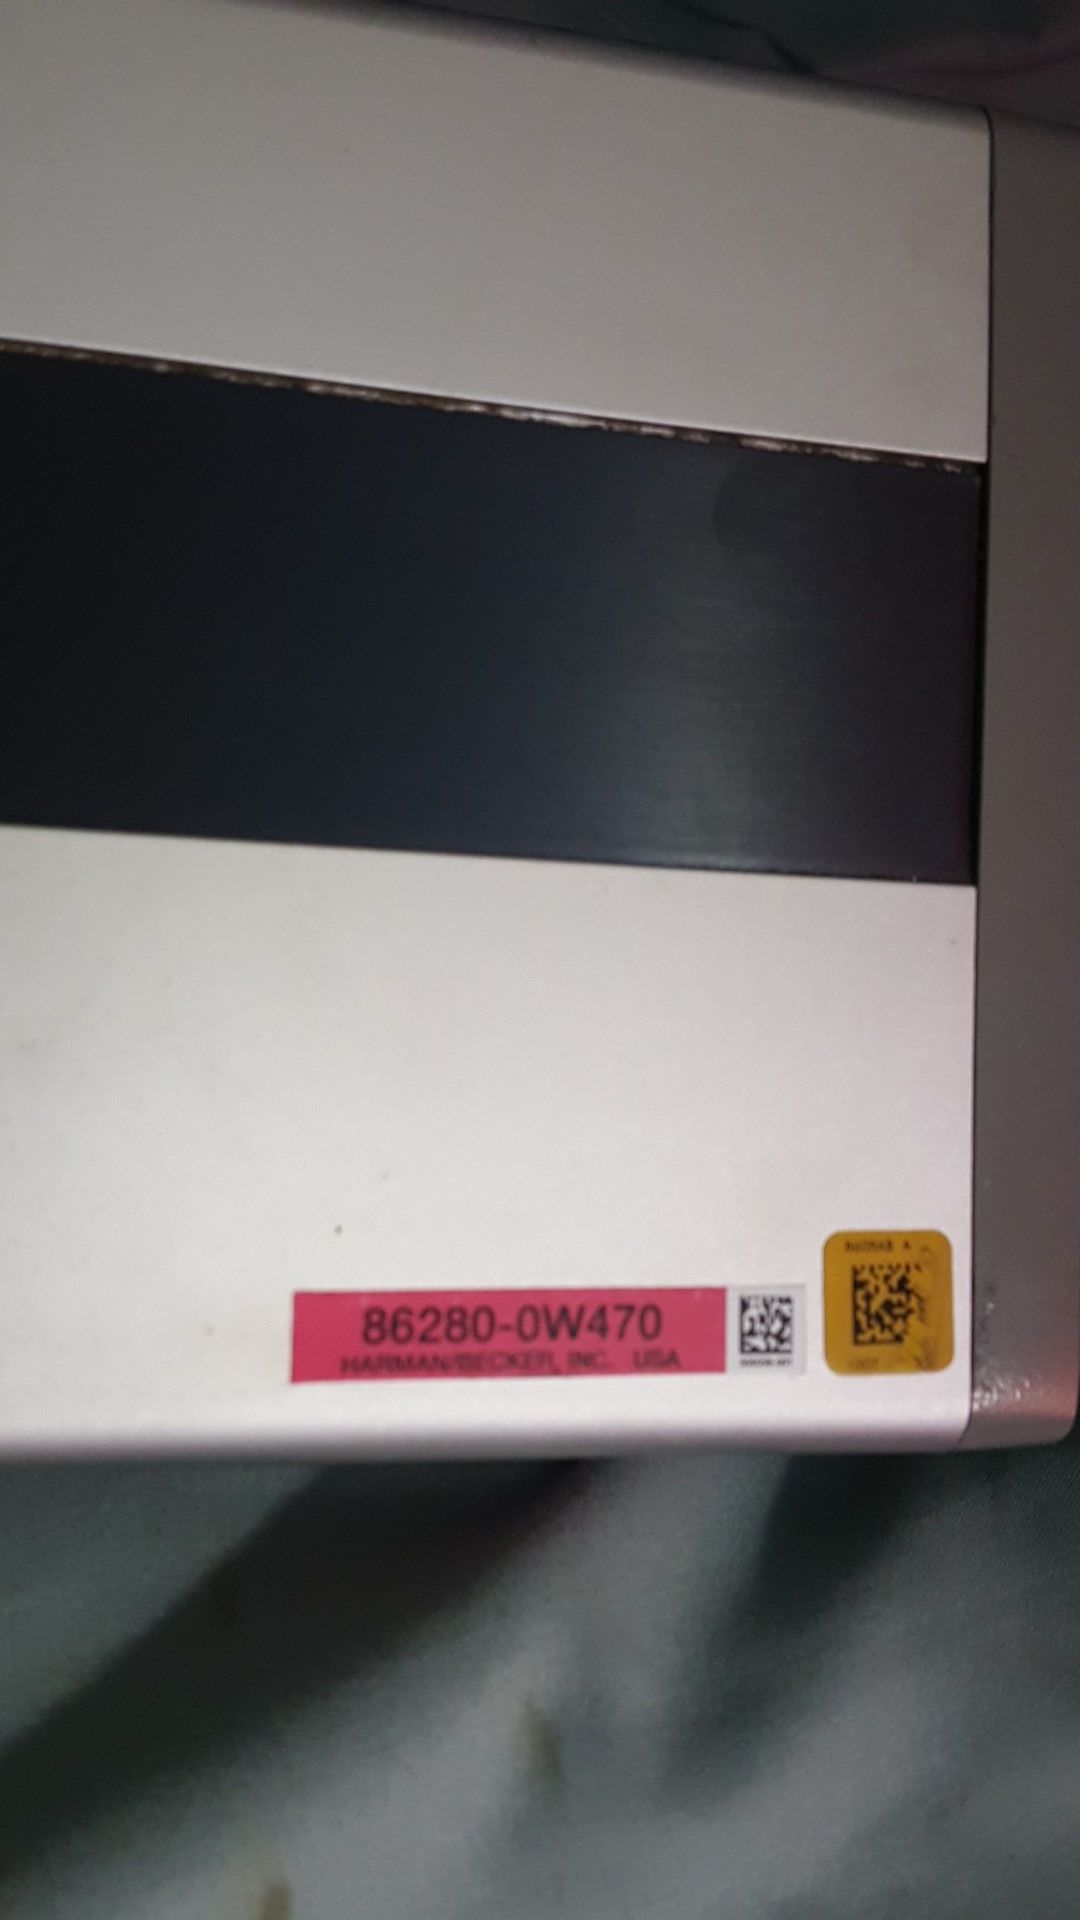 86280-0W470
HARMAN/BECKER, INC. USA